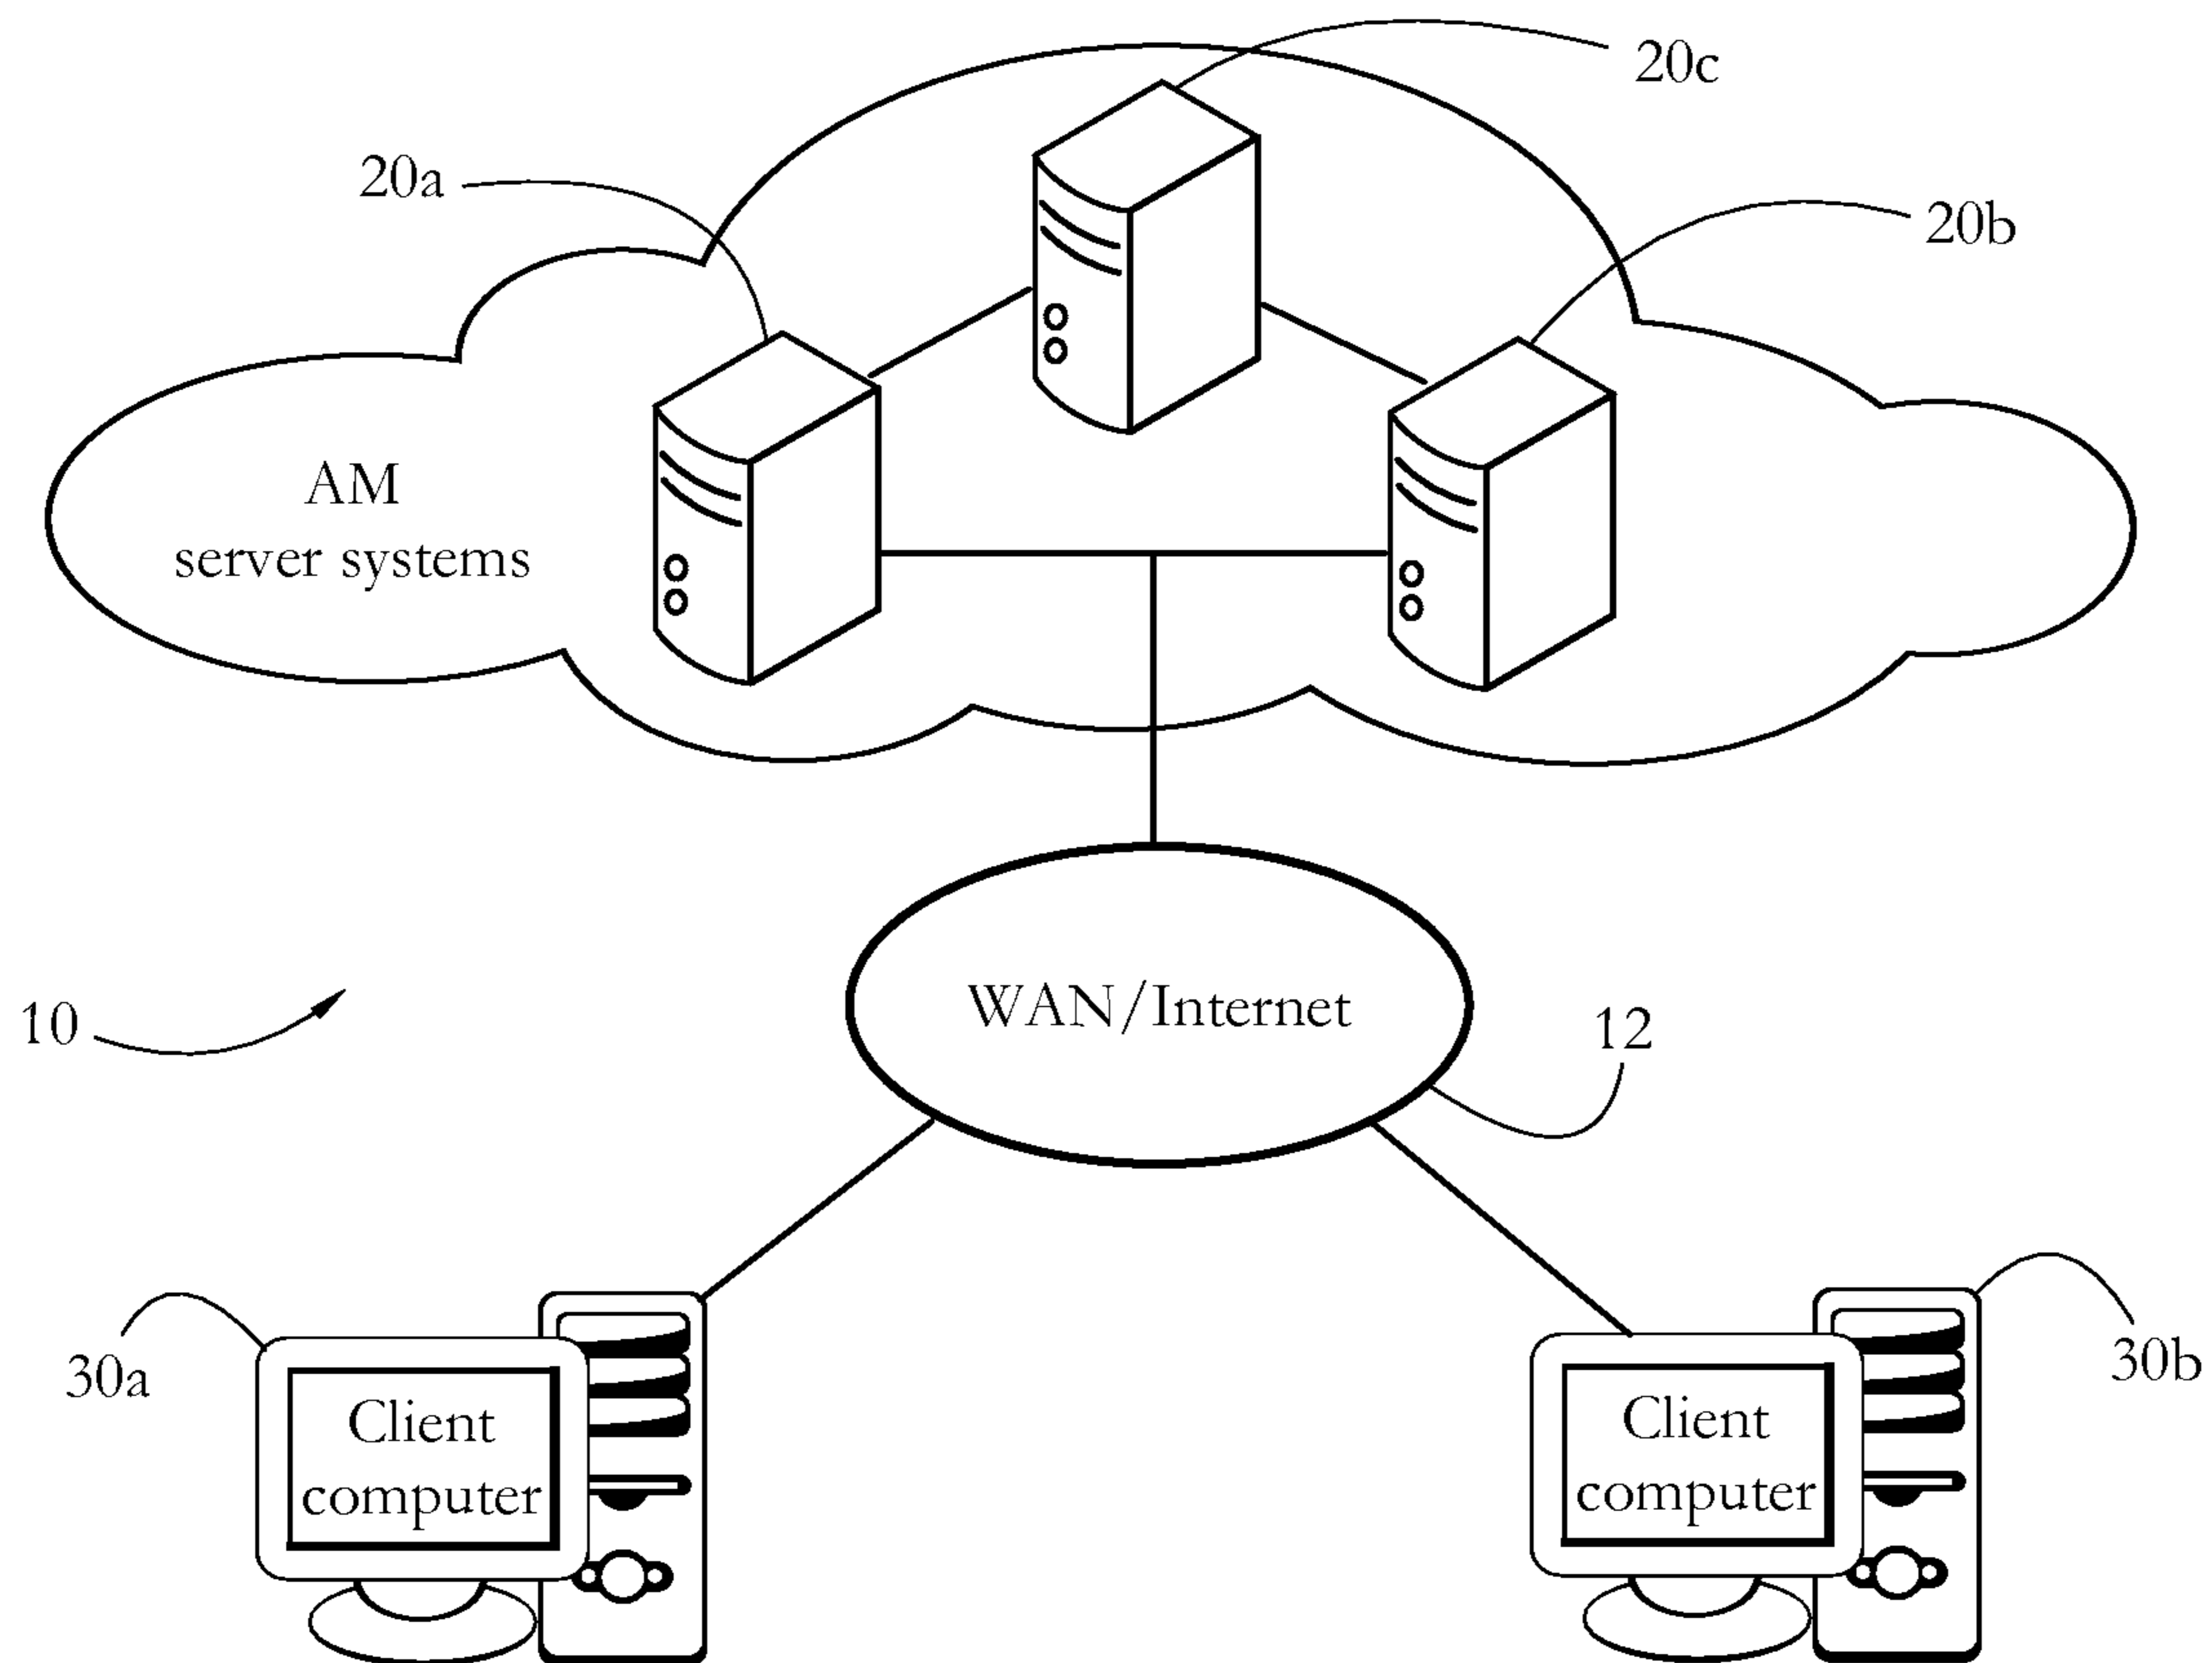 20c
20a
20b
AM
server systems
WAN/Internet
10
12
30a
30b
Client
computer
Client
computer